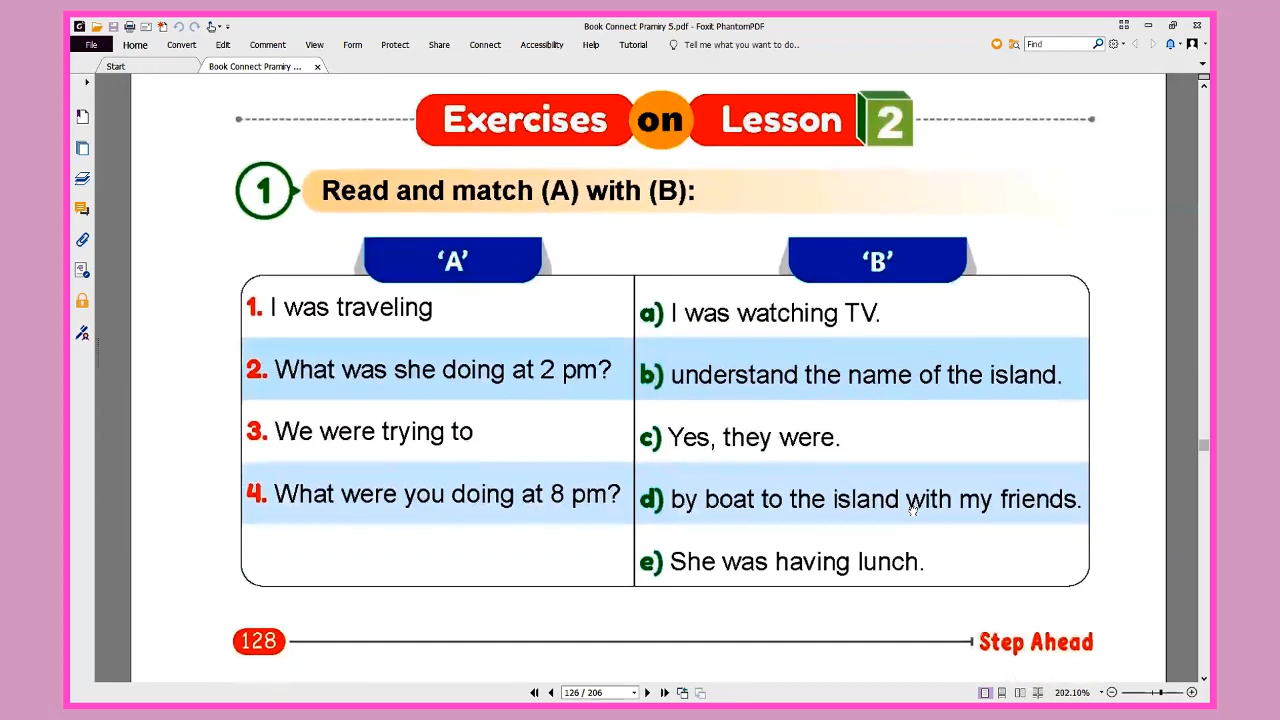 Book Connect Pramiry 5.pdf - Foxit PhantomPDF
File Home Convert Edit Comment View Form Protect Share Connect Accessibility Help Tutorial Tell me what you want to do... Find
Start Book Connect Pramiry ...
Exercises on Lesson 2
1 Read and match (A) with (B):
'A' 'B'
1. I was traveling
a) I was watching TV.
2. What was she doing at 2 pm?
b) understand the name of the island.
3. We were trying to
c) Yes, they were.
4. What were you doing at 8 pm?
d) by boat to the island with my friends.
e) She was having lunch.
128 Step Ahead
126 / 206 202.10%